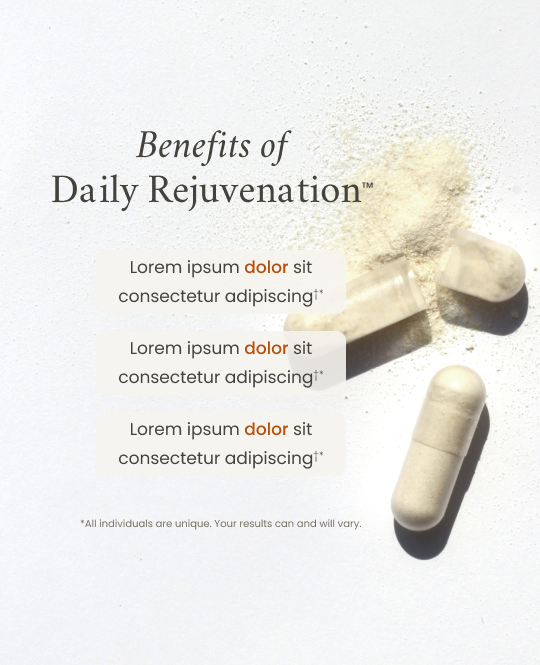 Benefits of
Daily Rejuvenation™
Lorem ipsum dolor sit
consectetur adipiscing†*
Lorem ipsum dolor sit
consectetur adipiscing†*
Lorem ipsum dolor sit
consectetur adipiscing†*
*All individuals are unique. Your results can and will vary.